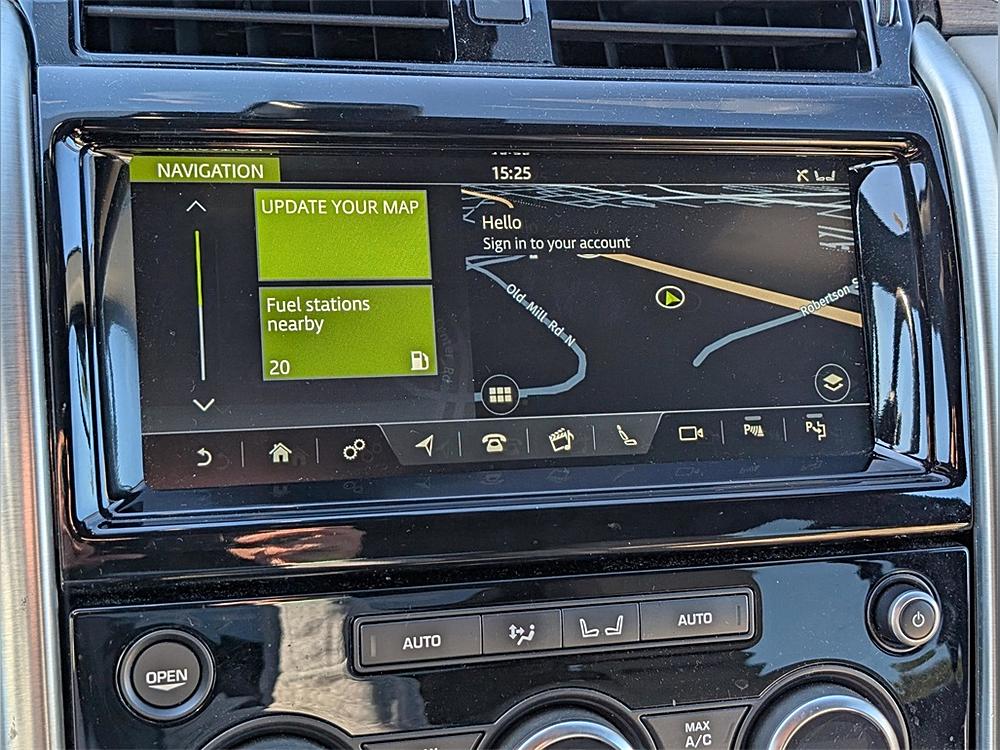 NAVIGATION
15:25
UPDATE YOUR MAP
Hello
Sign in to your account
Fuel stations
nearby
20
Old Mill Rd N
Robertson S
P
P
AUTO
AUTO
OPEN
MAX
A/C